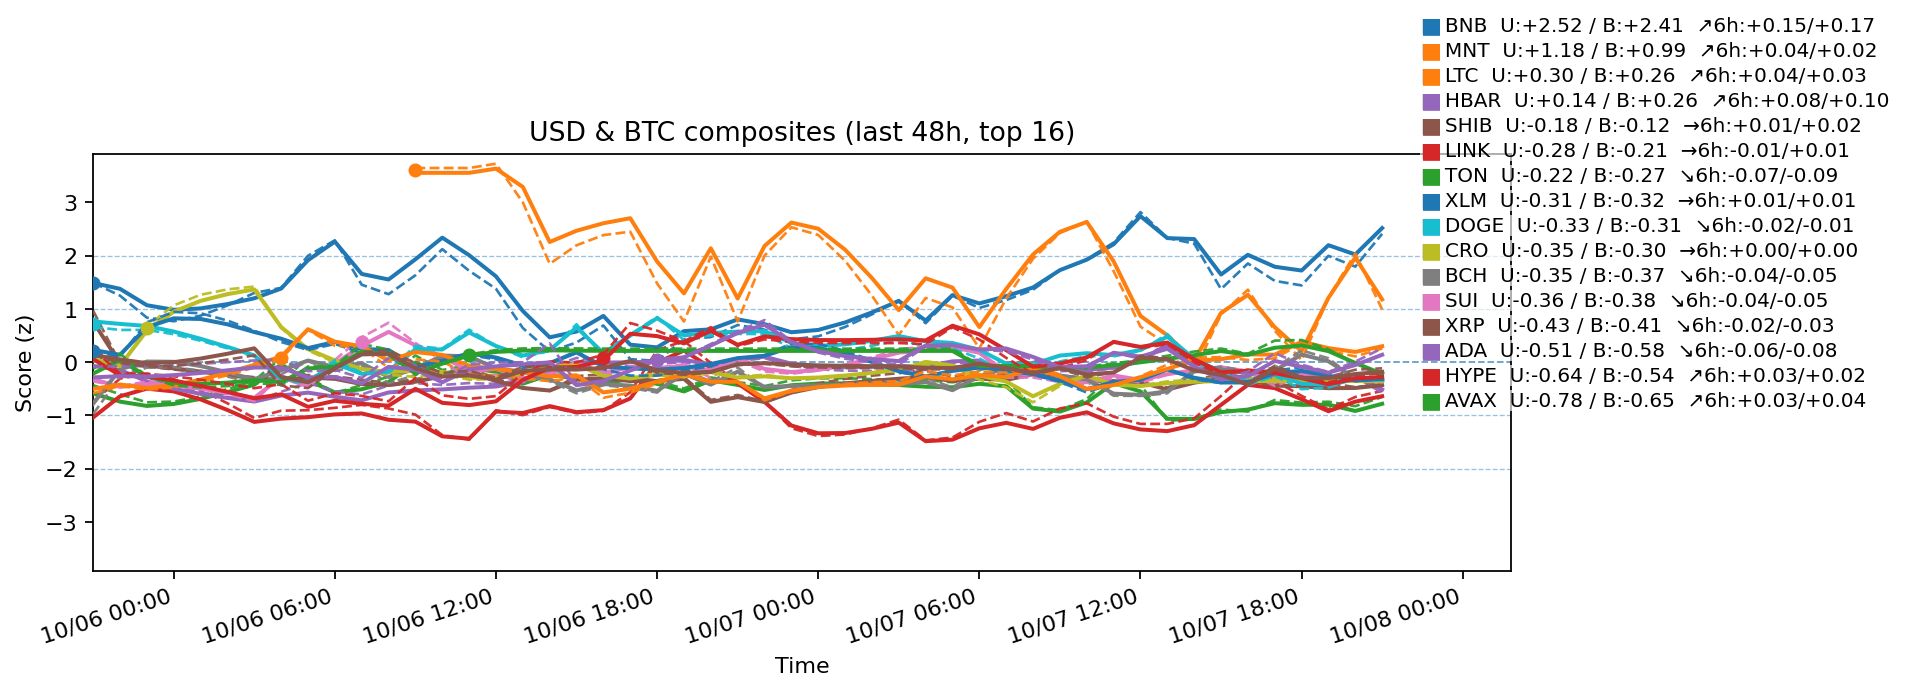 BNB U:+2.52 / B:+2.41 ↗6h:+0.15/+0.17
MNT U:+1.18 / B:+0.99 ↗6h:+0.04/+0.02
LTC U:+0.30 / B:+0.26 ↗6h:+0.04/+0.03
HBAR U:+0.14 / B:+0.26 ↗6h:+0.08/+0.10
SHIB U:-0.18 / B:-0.12 →6h:+0.01/+0.02
LINK U:-0.28 / B:-0.21 →6h:-0.01/+0.01
TON U:-0.22 / B:-0.27 ↘6h:-0.07/-0.09
XLM U:-0.31 / B:-0.32 →6h:+0.01/+0.01
DOGE U:-0.33 / B:-0.31 ↘6h:-0.02/-0.01
CRO U:-0.35 / B:-0.30 →6h:+0.00/+0.00
BCH U:-0.35 / B:-0.37 ↘6h:-0.04/-0.05
SUI U:-0.36 / B:-0.38 ↘6h:-0.04/-0.05
XRP U:-0.43 / B:-0.41 ↘6h:-0.02/-0.03
ADA U:-0.51 / B:-0.58 ↘6h:-0.06/-0.08
HYPE U:-0.64 / B:-0.54 ↗6h:+0.03/+0.02
AVAX U:-0.78 / B:-0.65 ↗6h:+0.03/+0.04
USD & BTC composites (last 48h, top 16)
Score (z)
3
2
1
0
−1
−2
−3
10/06 00:00
10/06 06:00
10/06 12:00
10/06 18:00
10/07 00:00
10/07 06:00
10/07 12:00
10/07 18:00
10/08 00:00
Time